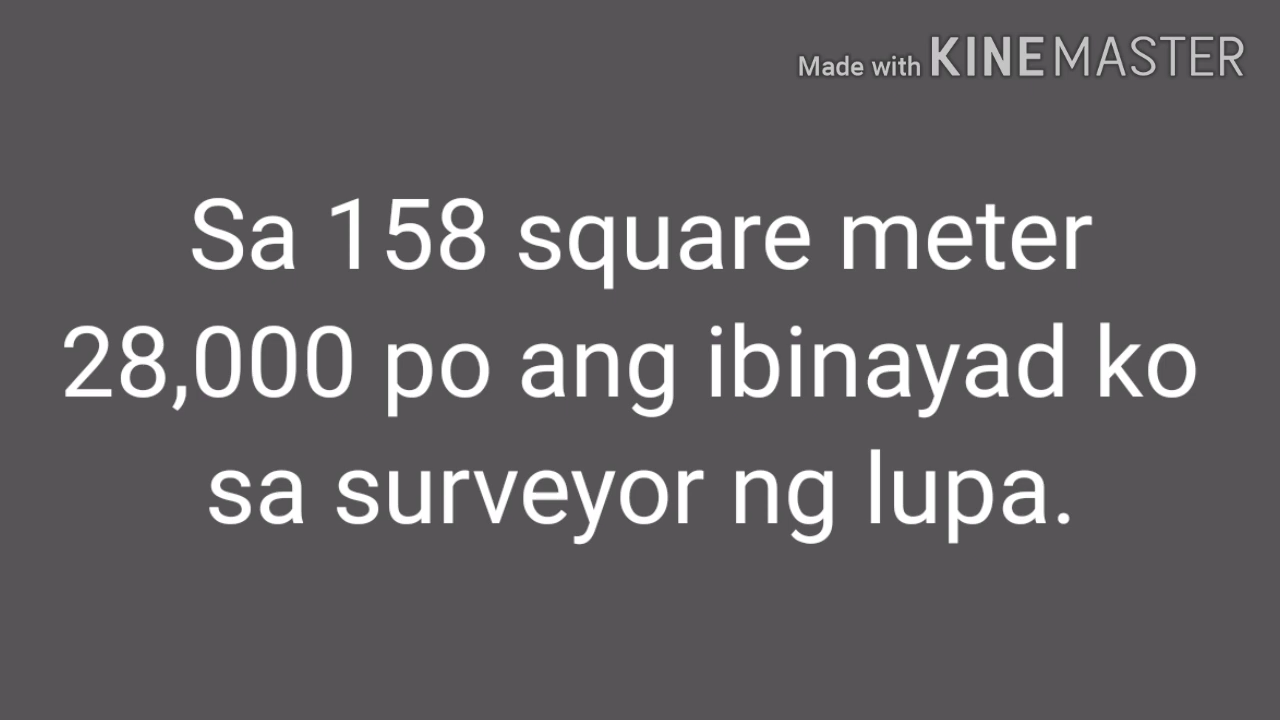 Made with KINEMASTER
Sa 158 square meter
28,000 po ang ibinayad ko
sa surveyor ng lupa.